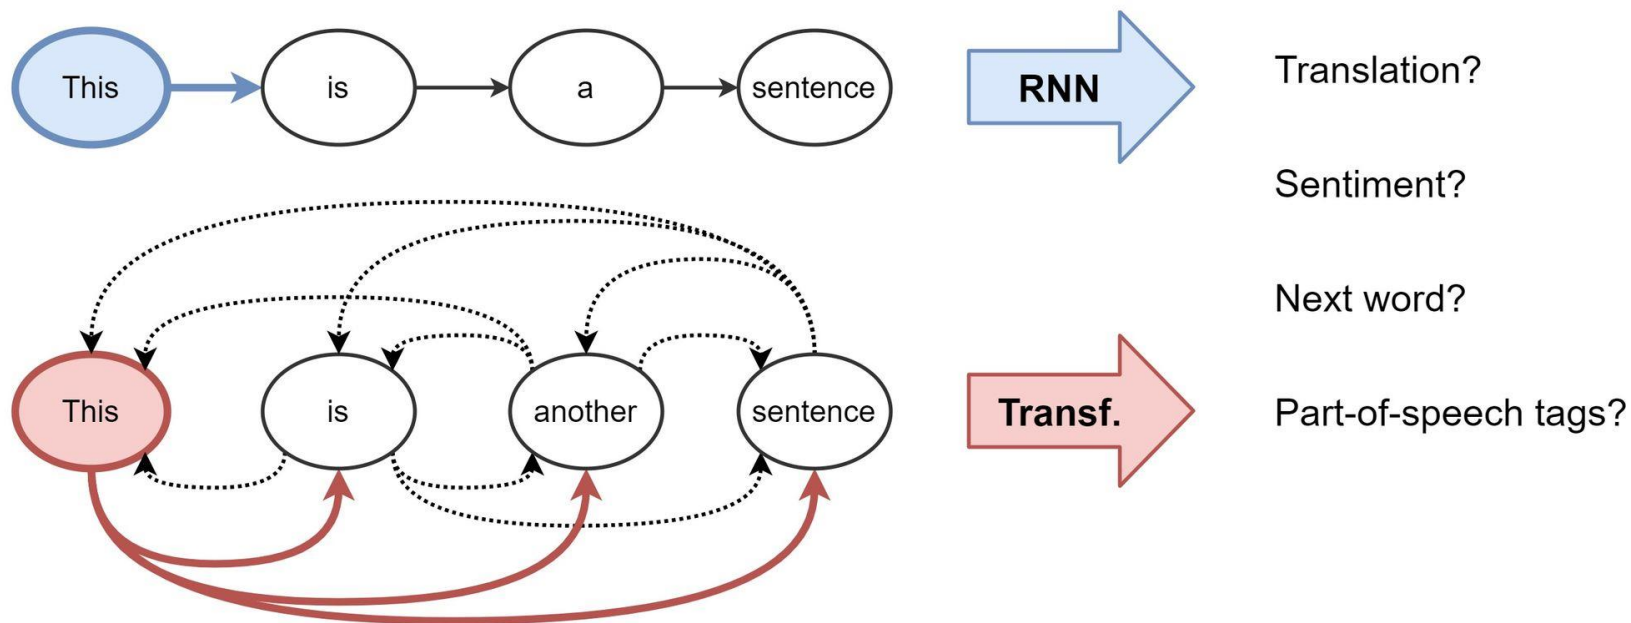 This is a sentence
RNN
Translation?
Sentiment?
Next word?
This is another sentence
Transf.
Part-of-speech tags?